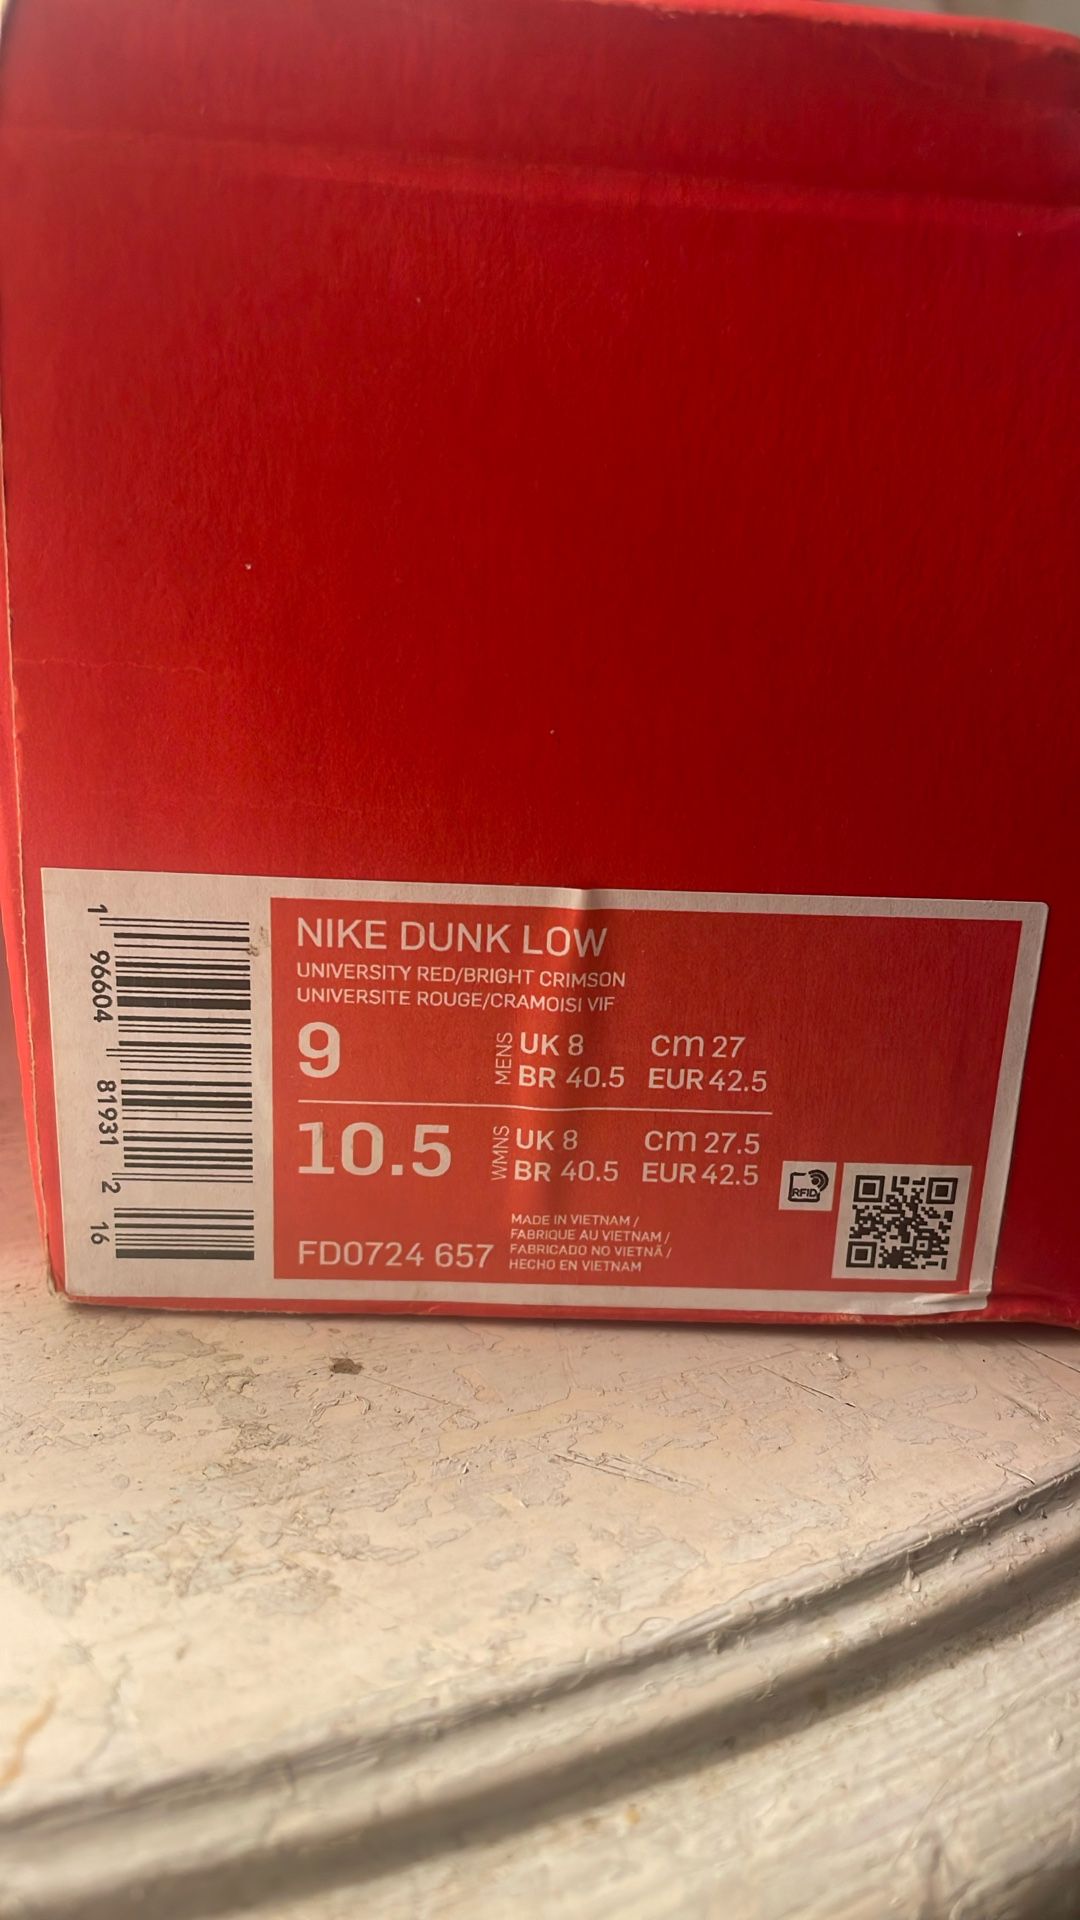 NIKE DUNK LOW
UNIVERSITY RED/BRIGHT CRIMSON
UNIVERSITE ROUGE/CRAMOISI VIF
9
MENS
UK 8 cm 27
BR 40.5 EUR 42.5
10.5
WMNS
UK 8 cm 27.5
BR 40.5 EUR 42.5
RFID
FD0724 657
MADE IN VIETNAM /
FABRIQUE AU VIETNAM /
FABRICADO NO VIETNÃ /
HECHO EN VIETNAM
1 96604 81931 2 16